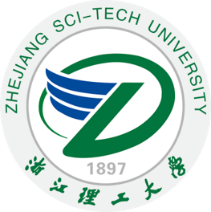 ZHEJIANG SCI-TECH UNIVERSITY
1897
浙江理工大学